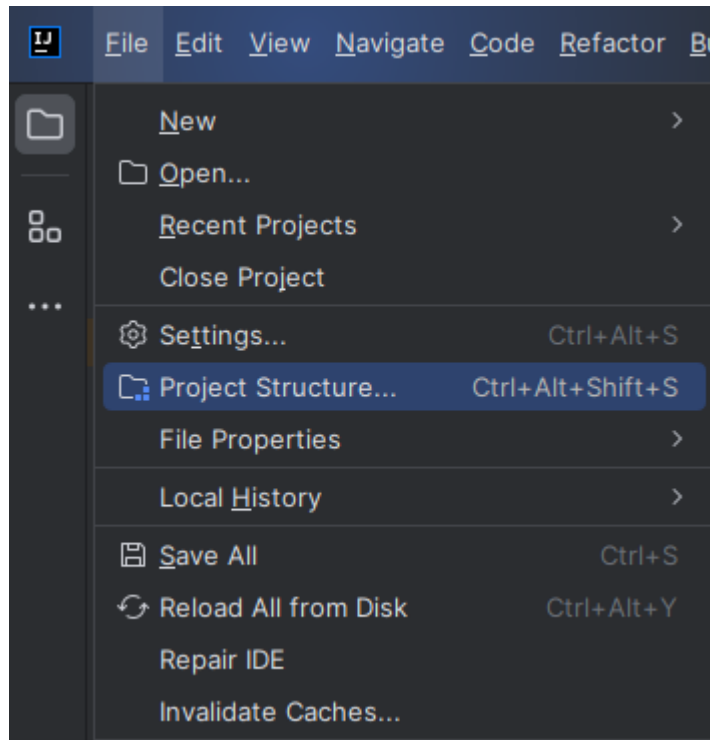 IJ File Edit View Navigate Code Refactor
New
Open...
Recent Projects
Close Project
Settings... Ctrl+Alt+S
Project Structure... Ctrl+Alt+Shift+S
File Properties
Local History
Save All Ctrl+S
Reload All from Disk Ctrl+Alt+Y
Repair IDE
Invalidate Caches...